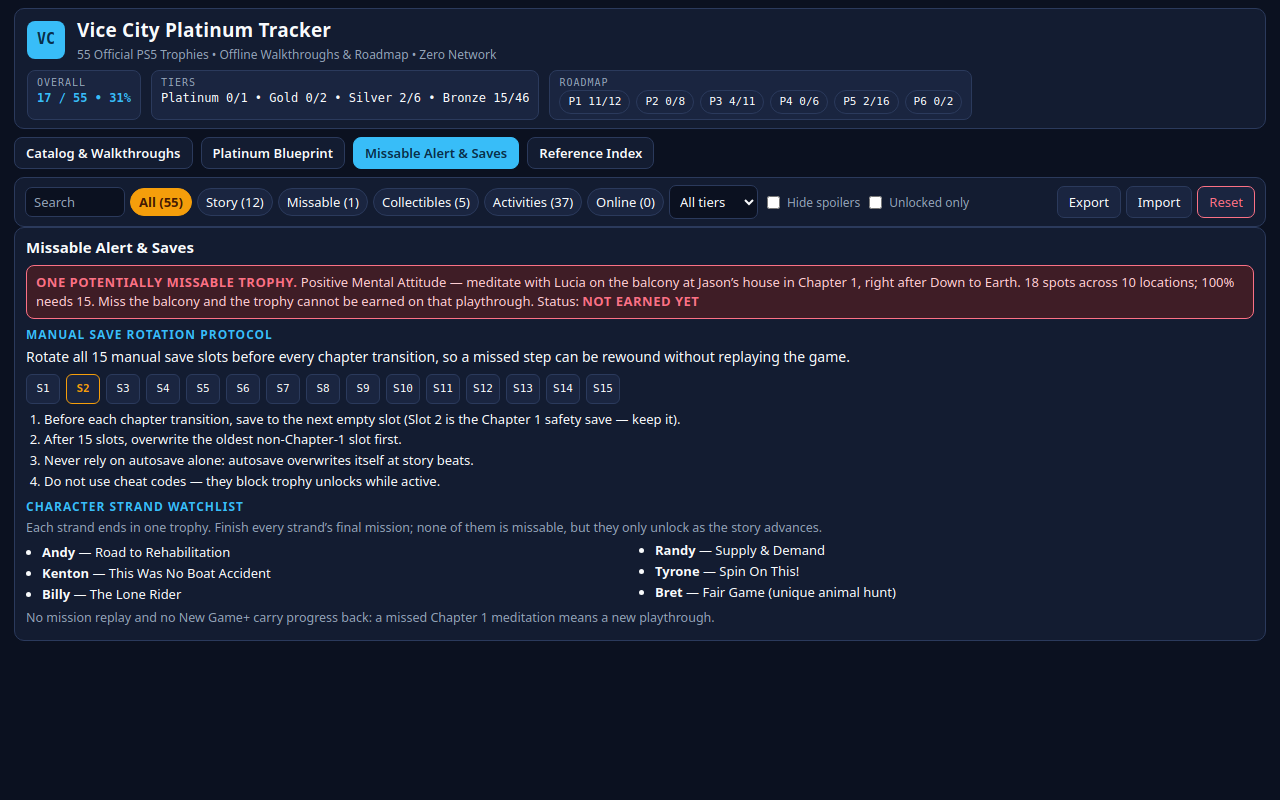 VC
Vice City Platinum Tracker
55 Official PS5 Trophies • Offline Walkthroughs & Roadmap • Zero Network
OVERALL
17 / 55 • 31%
TIERS
Platinum 0/1 • Gold 0/2 • Silver 2/6 • Bronze 15/46
ROADMAP
P1 11/12 P2 0/8 P3 4/11 P4 0/6 P5 2/16 P6 0/2
Catalog & Walkthroughs Platinum Blueprint Missable Alert & Saves Reference Index
Search All (55) Story (12) Missable (1) Collectibles (5) Activities (37) Online (0) All tiers Hide spoilers Unlocked only Export Import Reset
Missable Alert & Saves
ONE POTENTIALLY MISSABLE TROPHY. Positive Mental Attitude — meditate with Lucia on the balcony at Jason’s house in Chapter 1, right after Down to Earth. 18 spots across 10 locations; 100%
needs 15. Miss the balcony and the trophy cannot be earned on that playthrough. Status: NOT EARNED YET
MANUAL SAVE ROTATION PROTOCOL
Rotate all 15 manual save slots before every chapter transition, so a missed step can be rewound without replaying the game.
S1 S2 S3 S4 S5 S6 S7 S8 S9 S10 S11 S12 S13 S14 S15
1. Before each chapter transition, save to the next empty slot (Slot 2 is the Chapter 1 safety save — keep it).
2. After 15 slots, overwrite the oldest non-Chapter-1 slot first.
3. Never rely on autosave alone: autosave overwrites itself at story beats.
4. Do not use cheat codes — they block trophy unlocks while active.
CHARACTER STRAND WATCHLIST
Each strand ends in one trophy. Finish every strand’s final mission; none of them is missable, but they only unlock as the story advances.
• Andy — Road to Rehabilitation
• Kenton — This Was No Boat Accident
• Billy — The Lone Rider
• Randy — Supply & Demand
• Tyrone — Spin On This!
• Bret — Fair Game (unique animal hunt)
No mission replay and no New Game+ carry progress back: a missed Chapter 1 meditation means a new playthrough.